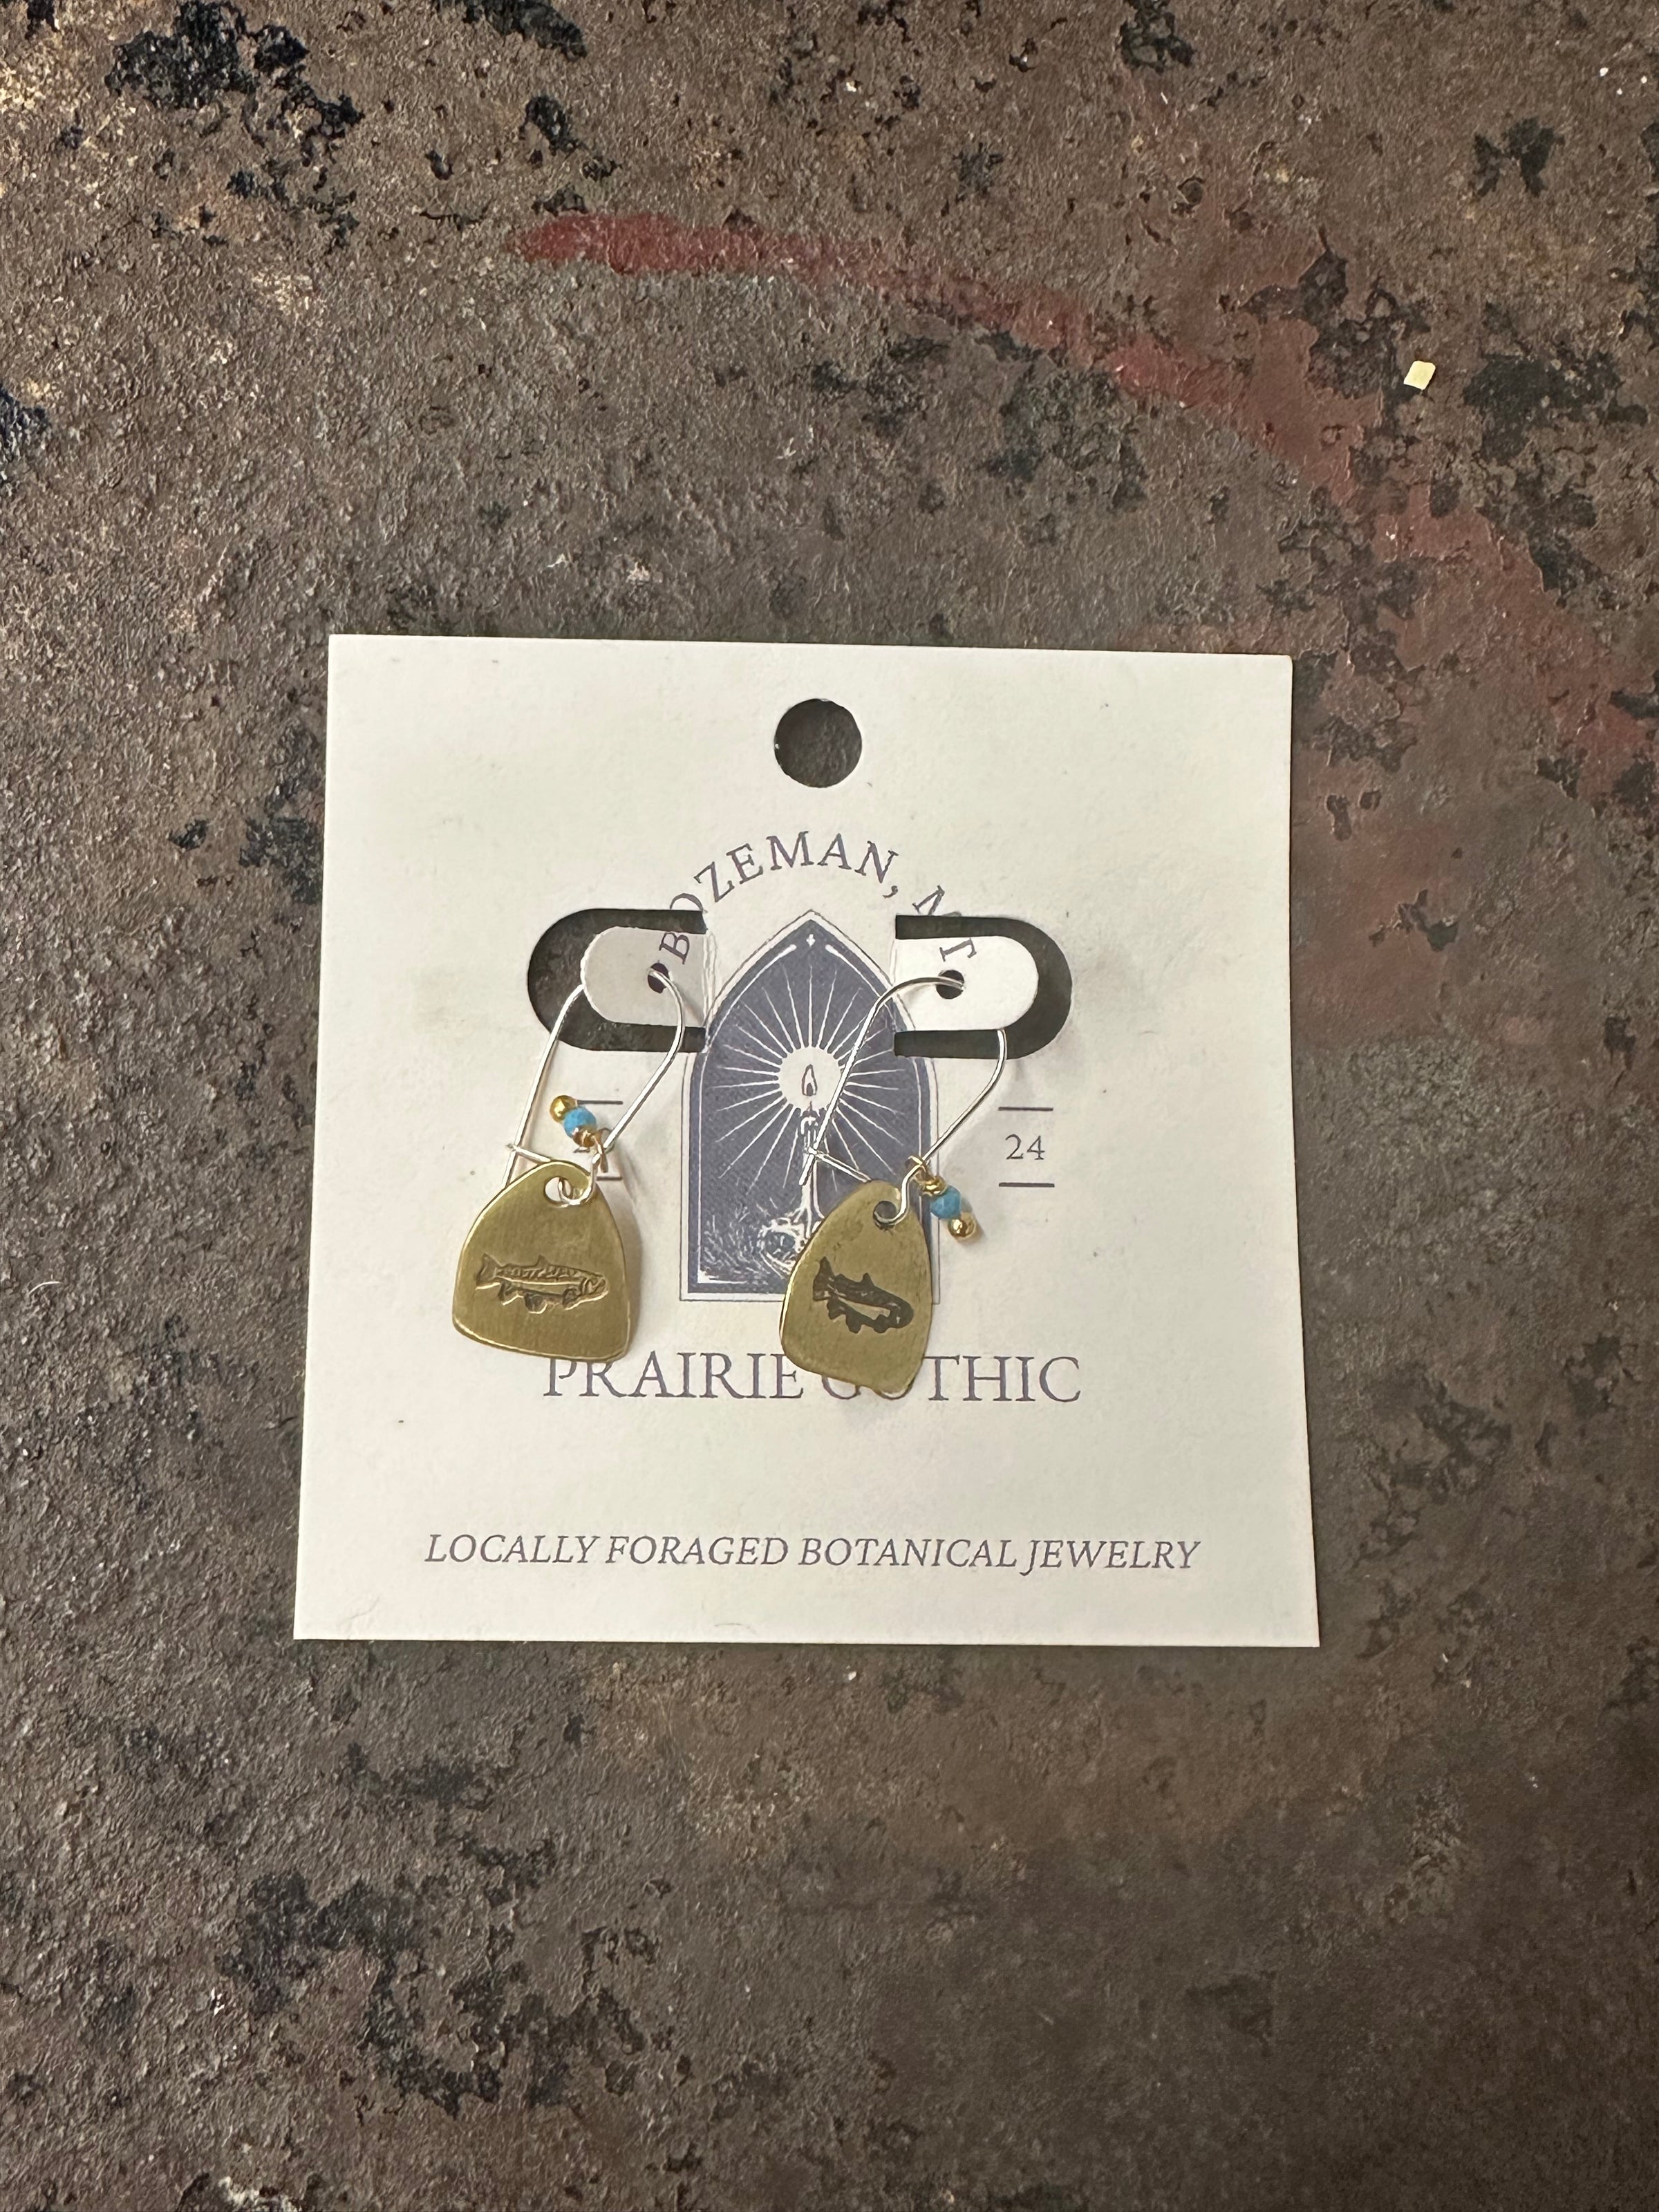 BOZEMAN, MT
24
PRAIRIE GOTHIC
LOCALLY FORAGED BOTANICAL JEWELRY